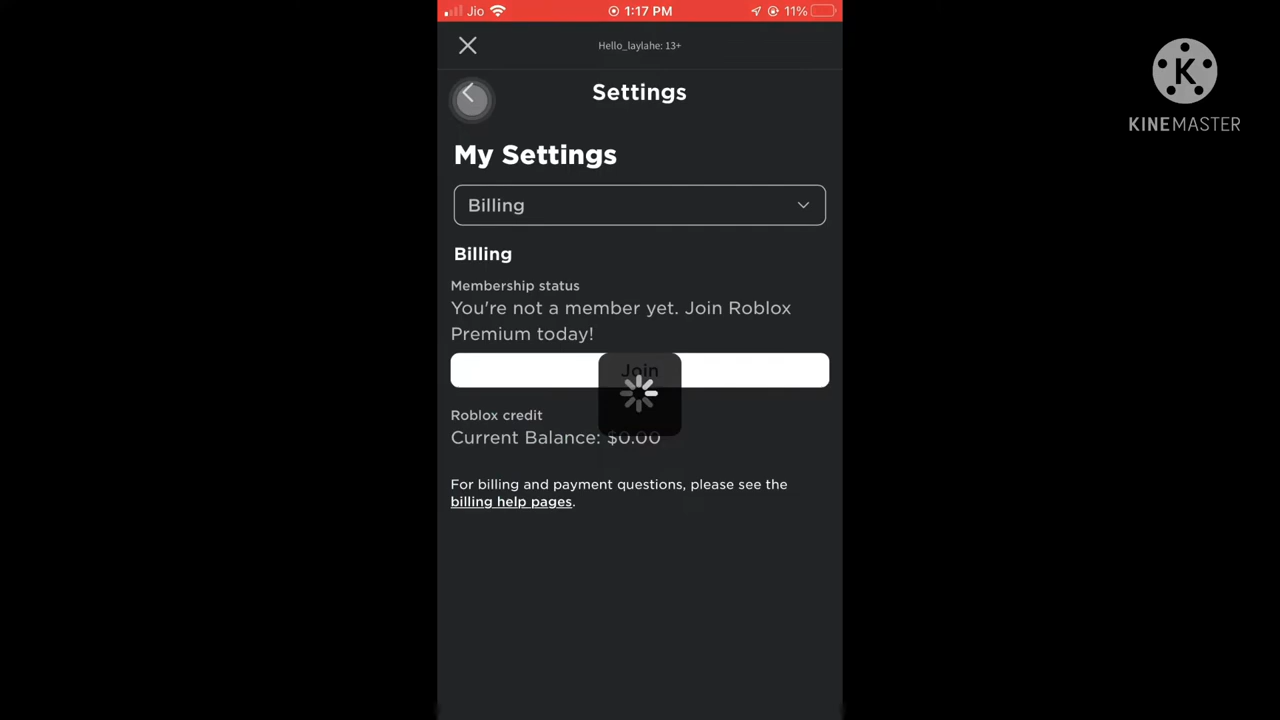 Jio 1:17 PM 11%
Hello_laylahe: 13+
K
KINEMASTER
Settings
My Settings
Billing
Billing
Membership status
You're not a member yet. Join Roblox
Premium today!
Join
Roblox credit
Current Balance: $0.00
For billing and payment questions, please see the
billing help pages.